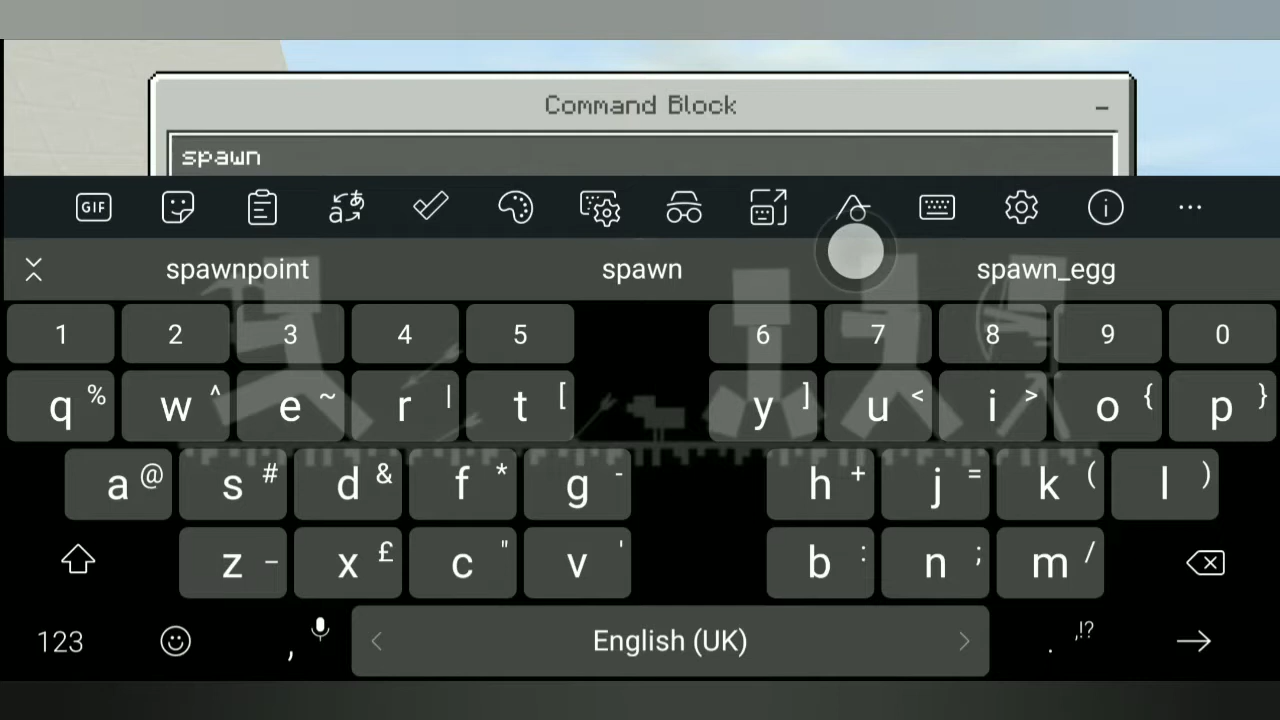 Command Block
spawn
GIF
spawnpoint spawn spawn_egg
1 2 3 4 5 6 7 8 9 0
q % w ^ e ~ r | t [ y ] u < i > o { p }
a @ s # d & f * g - h + j = k ( l )
z _ x £ c " v ' b : n ; m /
123 , < English (UK) > . ,!?